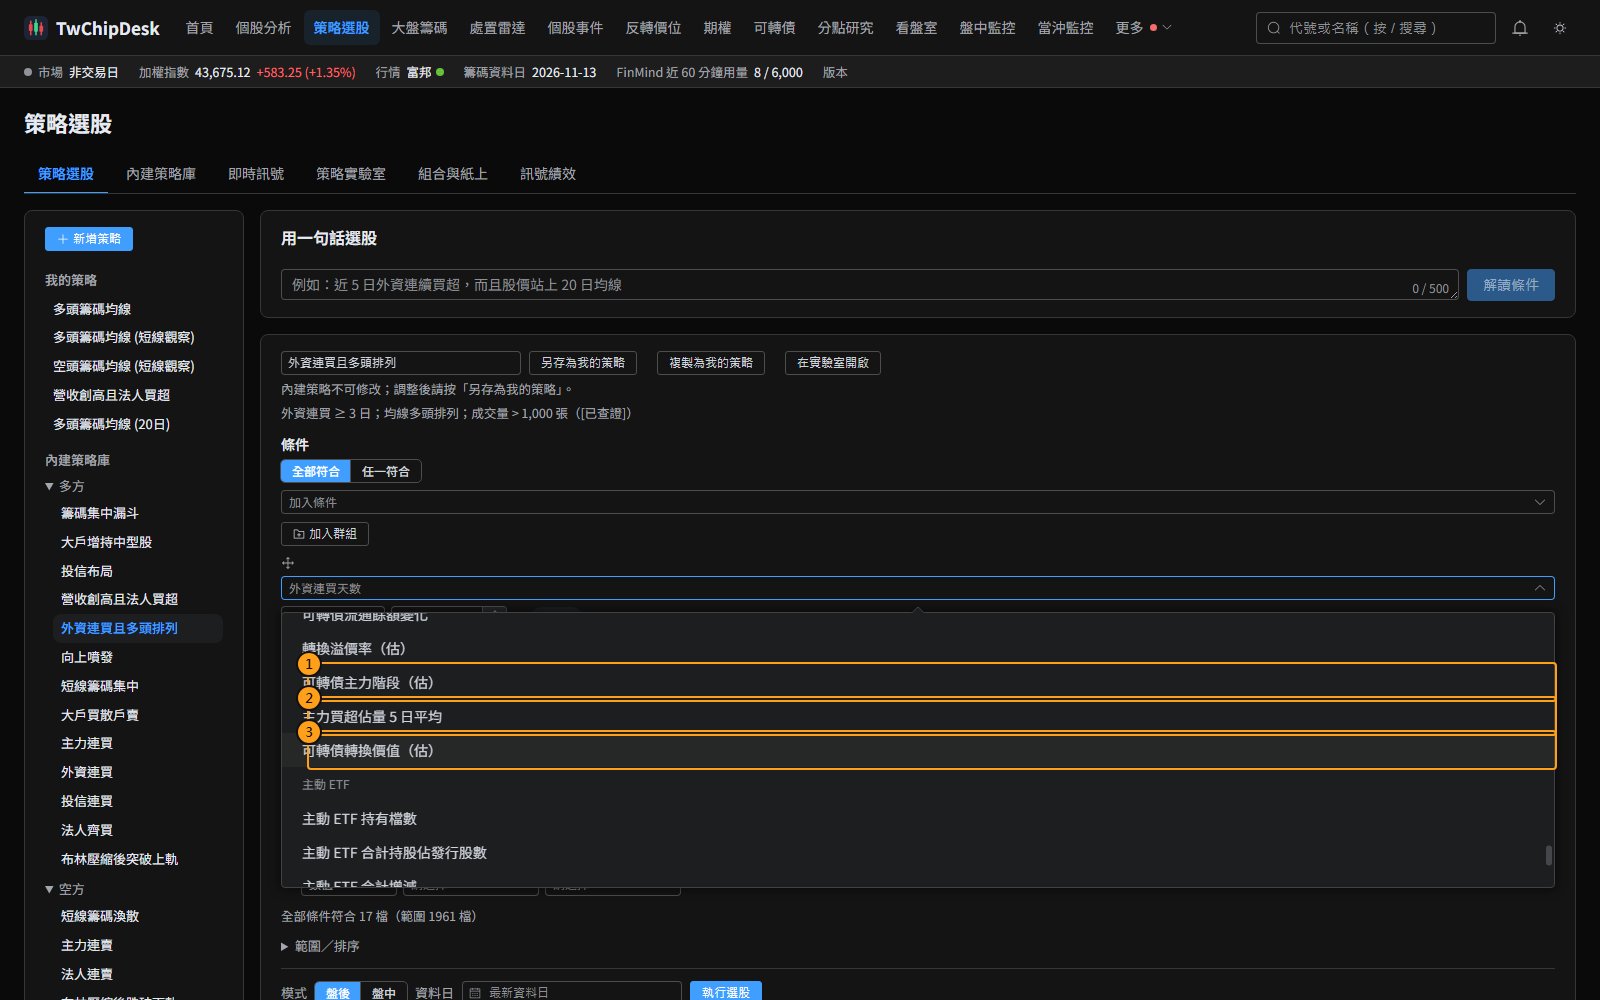 TwChipDesk 首頁 個股分析 策略選股 大盤籌碼 處置雷達 個股事件 反轉價位 期權 可轉債 分點研究 看盤室 盤中監控 當沖監控 更多 代號或名稱 ( 按 / 搜尋 )
市場 非交易日 加權指數 43,675.12 +583.25 (+1.35%) 行情 富邦 籌碼資料日 2026-11-13 FinMind 近 60 分鐘用量 8 / 6,000 版本
策略選股
策略選股 內建策略庫 即時訊號 策略實驗室 組合與紙上 訊號績效
新增策略
我的策略
多頭籌碼均線
多頭籌碼均線 (短線觀察)
空頭籌碼均線 (短線觀察)
營收創高且法人買超
多頭籌碼均線 (20日)
內建策略庫
▼ 多方
籌碼集中漏斗
大戶增持中型股
投信布局
營收創高且法人買超
外資連買且多頭排列
向上噴發
短線籌碼集中
大戶買散戶賣
主力連買
外資連買
投信連買
法人齊買
布林壓縮後突破上軌
▼ 空方
短線籌碼渙散
主力連賣
法人連賣
用一句話選股
例如：近 5 日外資連續買超，而且股價站上 20 日均線 0 / 500 解讀條件
外資連買且多頭排列 另存為我的策略 複製為我的策略 在實驗室開啟
內建策略不可修改；調整後請按「另存為我的策略」。
外資連買 ≥ 3 日；均線多頭排列；成交量 > 1,000 張（[已查證]）
條件
全部符合 任一符合
加入條件
加入群組
外資連買天數
可轉債流通餘額變化
轉換溢價率（估）
1
可轉債主力階段（估）
2
主力買超佔量 5 日平均
3
可轉債轉換價值（估）
主動 ETF
主動 ETF 持有檔數
主動 ETF 合計持股佔發行股數
主動 ETF 合計增減
全部條件符合 17 檔（範圍 1961 檔）
▶ 範圍／排序
模式 盤後 盤中 資料日 最新資料日 執行選股